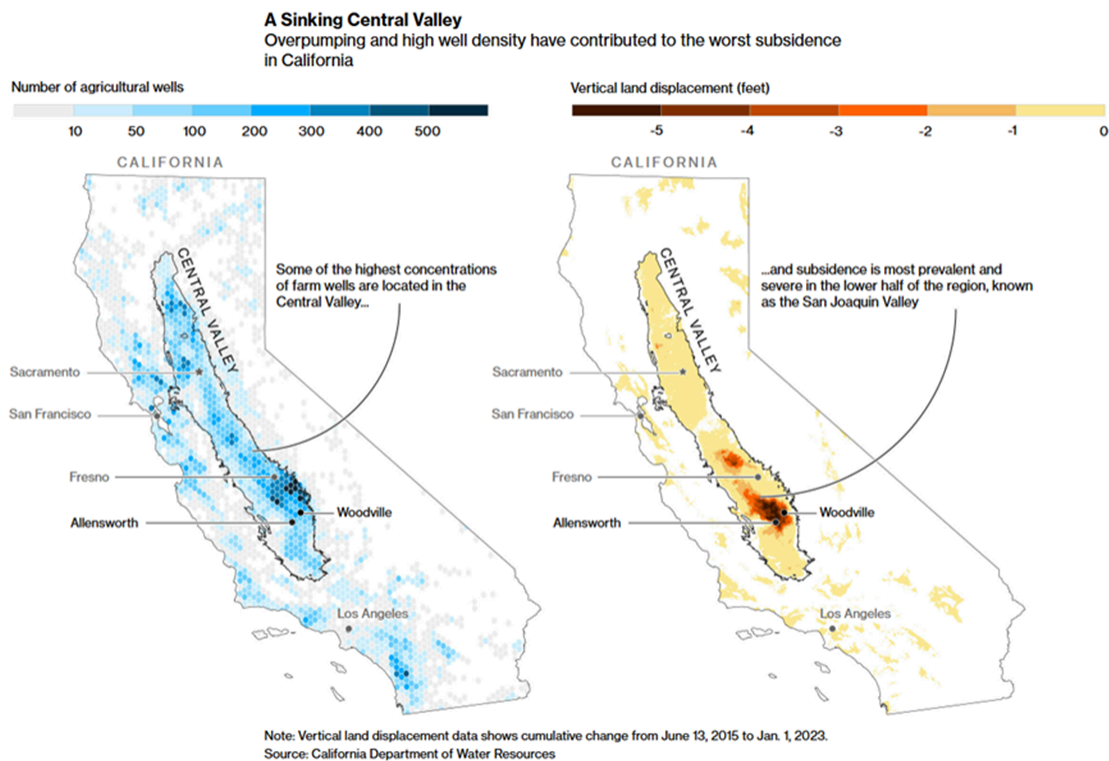 A Sinking Central Valley
Overpumping and high well density have contributed to the worst subsidence
in California
Number of agricultural wells
10 50 100 200 300 400 500
CALIFORNIA
CENTRAL VALLEY
Some of the highest concentrations
of farm wells are located in the
Central Valley...
Sacramento
San Francisco
Fresno
Woodville
Allensworth
Los Angeles
Vertical land displacement (feet)
-5 -4 -3 -2 -1 0
CALIFORNIA
CENTRAL VALLEY
...and subsidence is most prevalent and
severe in the lower half of the region, known
as the San Joaquin Valley
Sacramento
San Francisco
Fresno
Woodville
Allensworth
Los Angeles
Note: Vertical land displacement data shows cumulative change from June 13, 2015 to Jan. 1, 2023.
Source: California Department of Water Resources